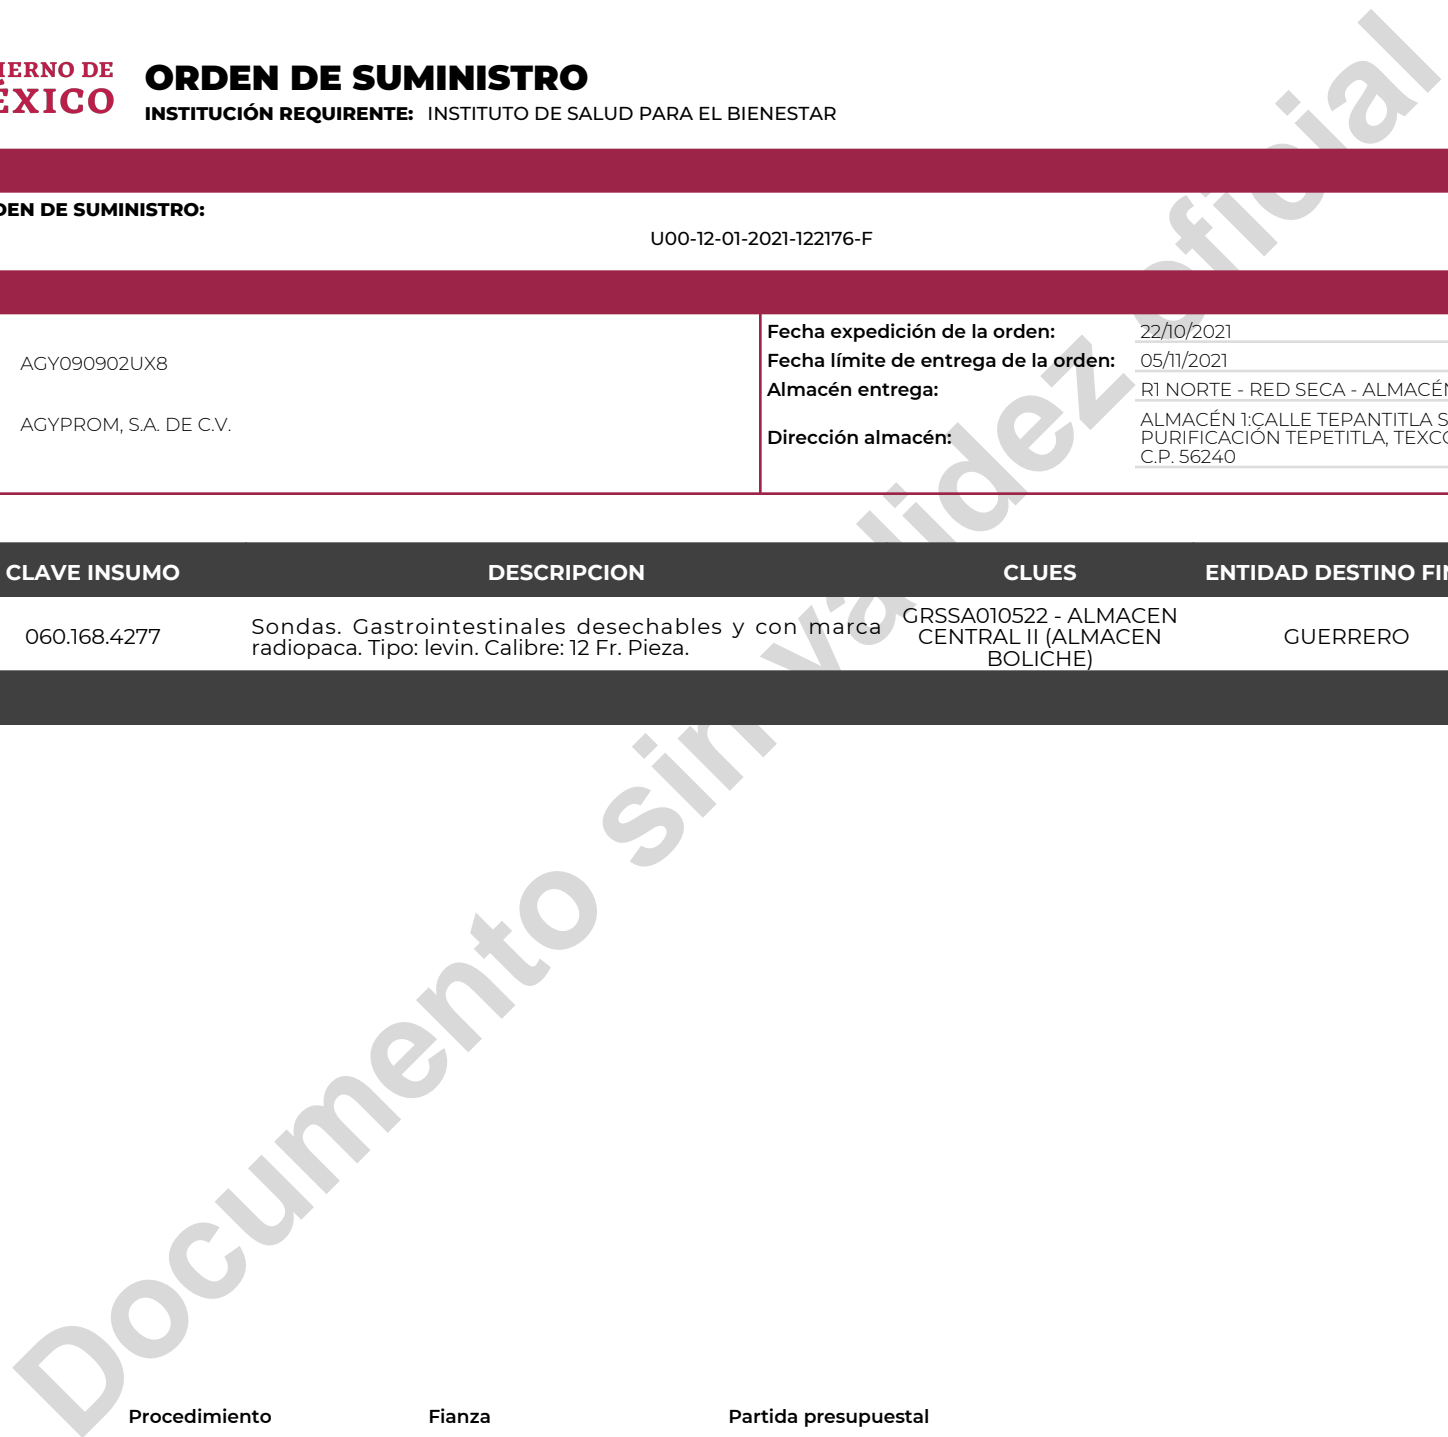 IERNO DE
ÉXICO
ORDEN DE SUMINISTRO
INSTITUCIÓN REQUIRENTE: INSTITUTO DE SALUD PARA EL BIENESTAR
DEN DE SUMINISTRO:
U00-12-01-2021-122176-F
AGY090902UX8
AGYPROM, S.A. DE C.V.
Fecha expedición de la orden: 22/10/2021
Fecha límite de entrega de la orden: 05/11/2021
Almacén entrega: R1 NORTE - RED SECA - ALMACÉN
Dirección almacén: ALMACÉN 1:CALLE TEPANTITLA S
PURIFICACIÓN TEPETITLA, TEXCO
C.P. 56240
CLAVE INSUMO DESCRIPCION CLUES ENTIDAD DESTINO FIN
060.168.4277
Sondas. Gastrointestinales desechables y con marca
radiopaca. Tipo: levin. Calibre: 12 Fr. Pieza.
GRSSA010522 - ALMACEN
CENTRAL II (ALMACEN
BOLICHE)
GUERRERO
Documento sin validez oficial
Procedimiento Fianza Partida presupuestal